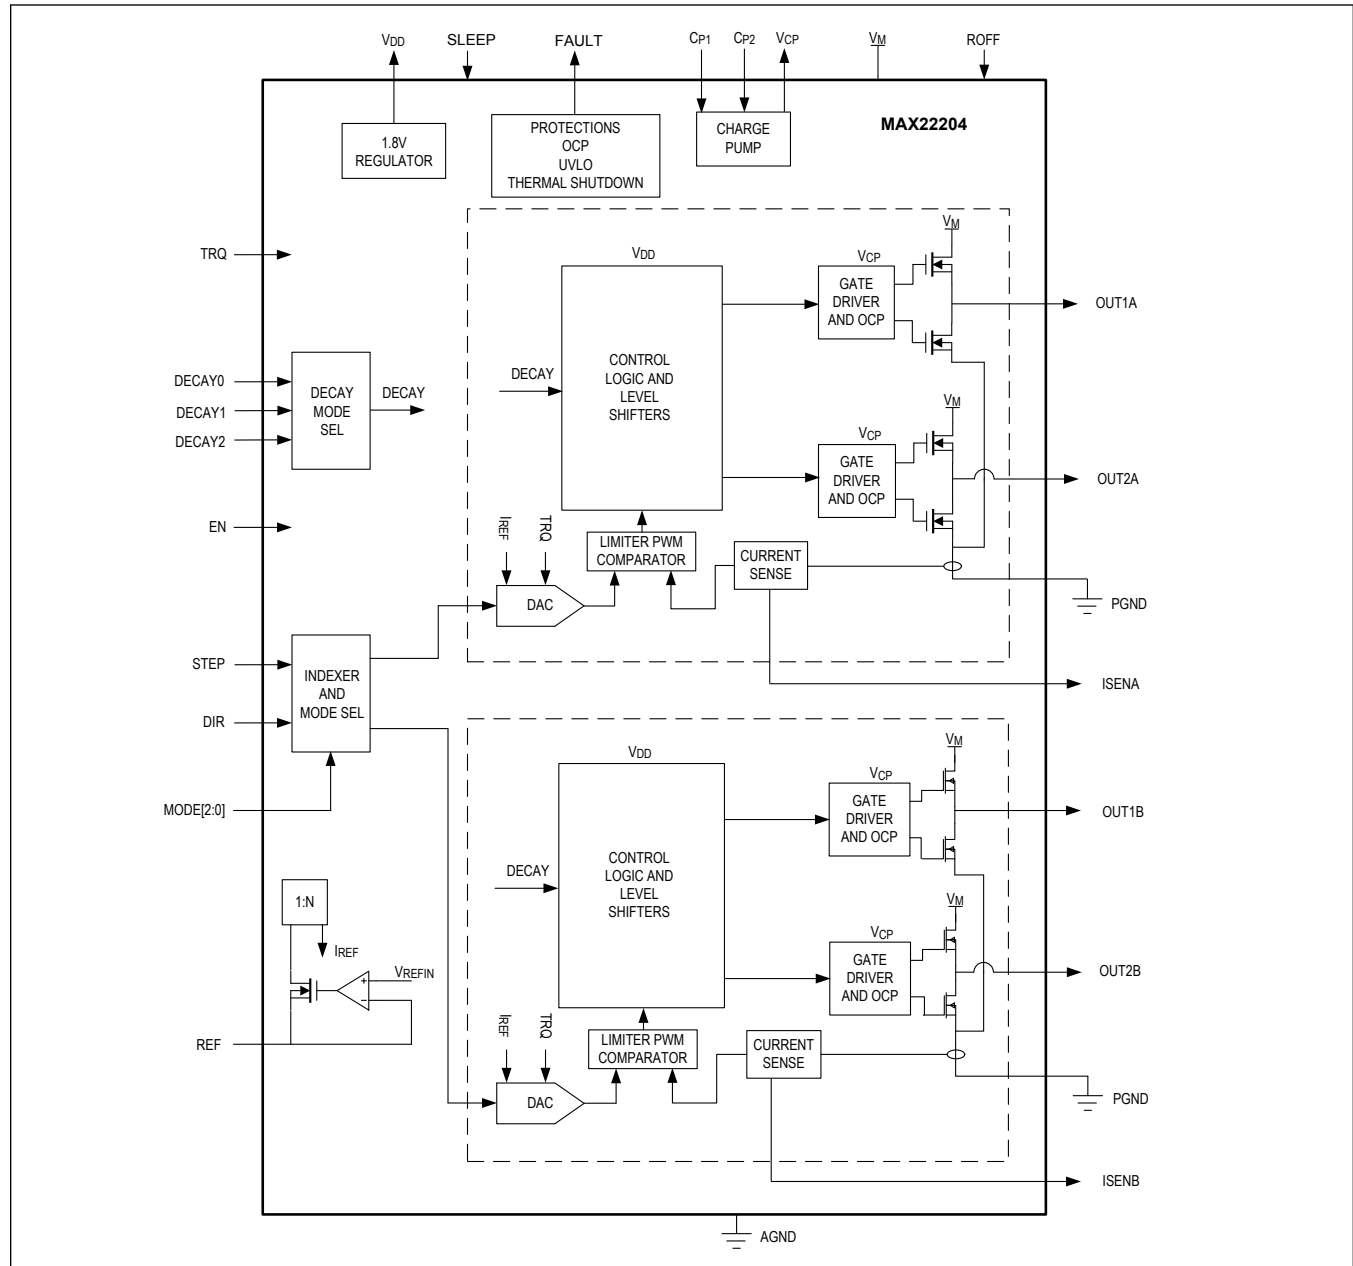 VDD
SLEEP
FAULT
CP1
CP2
VCP
VM
ROFF
MAX22204
1.8V
REGULATOR
PROTECTIONS
OCP
UVLO
THERMAL SHUTDOWN
CHARGE
PUMP
TRQ
DECAY0
DECAY1
DECAY2
DECAY
MODE
SEL
DECAY
EN
STEP
DIR
INDEXER
AND
MODE SEL
MODE[2:0]
1:N
IREF
VREFIN
+
-
REF
VDD
DECAY
CONTROL
LOGIC AND
LEVEL
SHIFTERS
VCP
GATE
DRIVER
AND OCP
VM
OUT1A
VCP
GATE
DRIVER
AND OCP
VM
OUT2A
IREF
TRQ
DAC
LIMITER PWM
COMPARATOR
CURRENT
SENSE
PGND
ISENA
VDD
DECAY
CONTROL
LOGIC AND
LEVEL
SHIFTERS
VCP
GATE
DRIVER
AND OCP
VM
OUT1B
VCP
GATE
DRIVER
AND OCP
VM
OUT2B
IREF
TRQ
DAC
LIMITER PWM
COMPARATOR
CURRENT
SENSE
PGND
ISENB
AGND